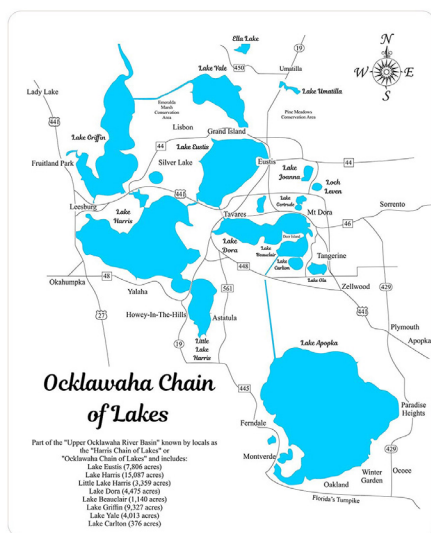 Ella Lake
19
N
W
E
S
Lake Yale
450
Umatilla
Lady Lake
Lake Umatilla
Emeralda
Marsh
Conservation
Area
Pine Meadows
Conservation Area
441
Lisbon
Grand Island
Lake Griffin
44
Lake Eustis
Fruitland Park
Silver Lake
Eustis
44
Lake
Joanna
Loch
Leven
441
Leesburg
Lake
Gertrude
Lake
Harris
Tavares
Mt Dora
Sorrento
46
Lake
Dora
Lake
Beauclair
Tangerine
448
Lake
Carlton
Lake Ola
Okahumpka
48
Yalaha
561
Zellwood
429
Howey-In-The-Hills
Astatula
27
441
Plymouth
19
Little
Lake
Harris
Lake Apopka
Apopka
Ocklawaha Chain
of Lakes
445
Paradise
Heights
Ferndale
429
Part of the "Upper Ocklawaha River Basin" known by locals as
the "Harris Chain of Lakes" or
"Ocklawaha Chain of Lakes" and includes:
Lake Eustis (7,806 acres)
Lake Harris (15,087 acres)
Little Lake Harris (3,359 acres)
Lake Dora (4,475 acres)
Lake Beauclair (1,140 acres)
Lake Griffin (9,327 acres)
Lake Yale (4,013 acres)
Lake Carlton (376 acres)
Montverde
Winter
Garden
Ocoee
Oakland
Florida's Turnpike